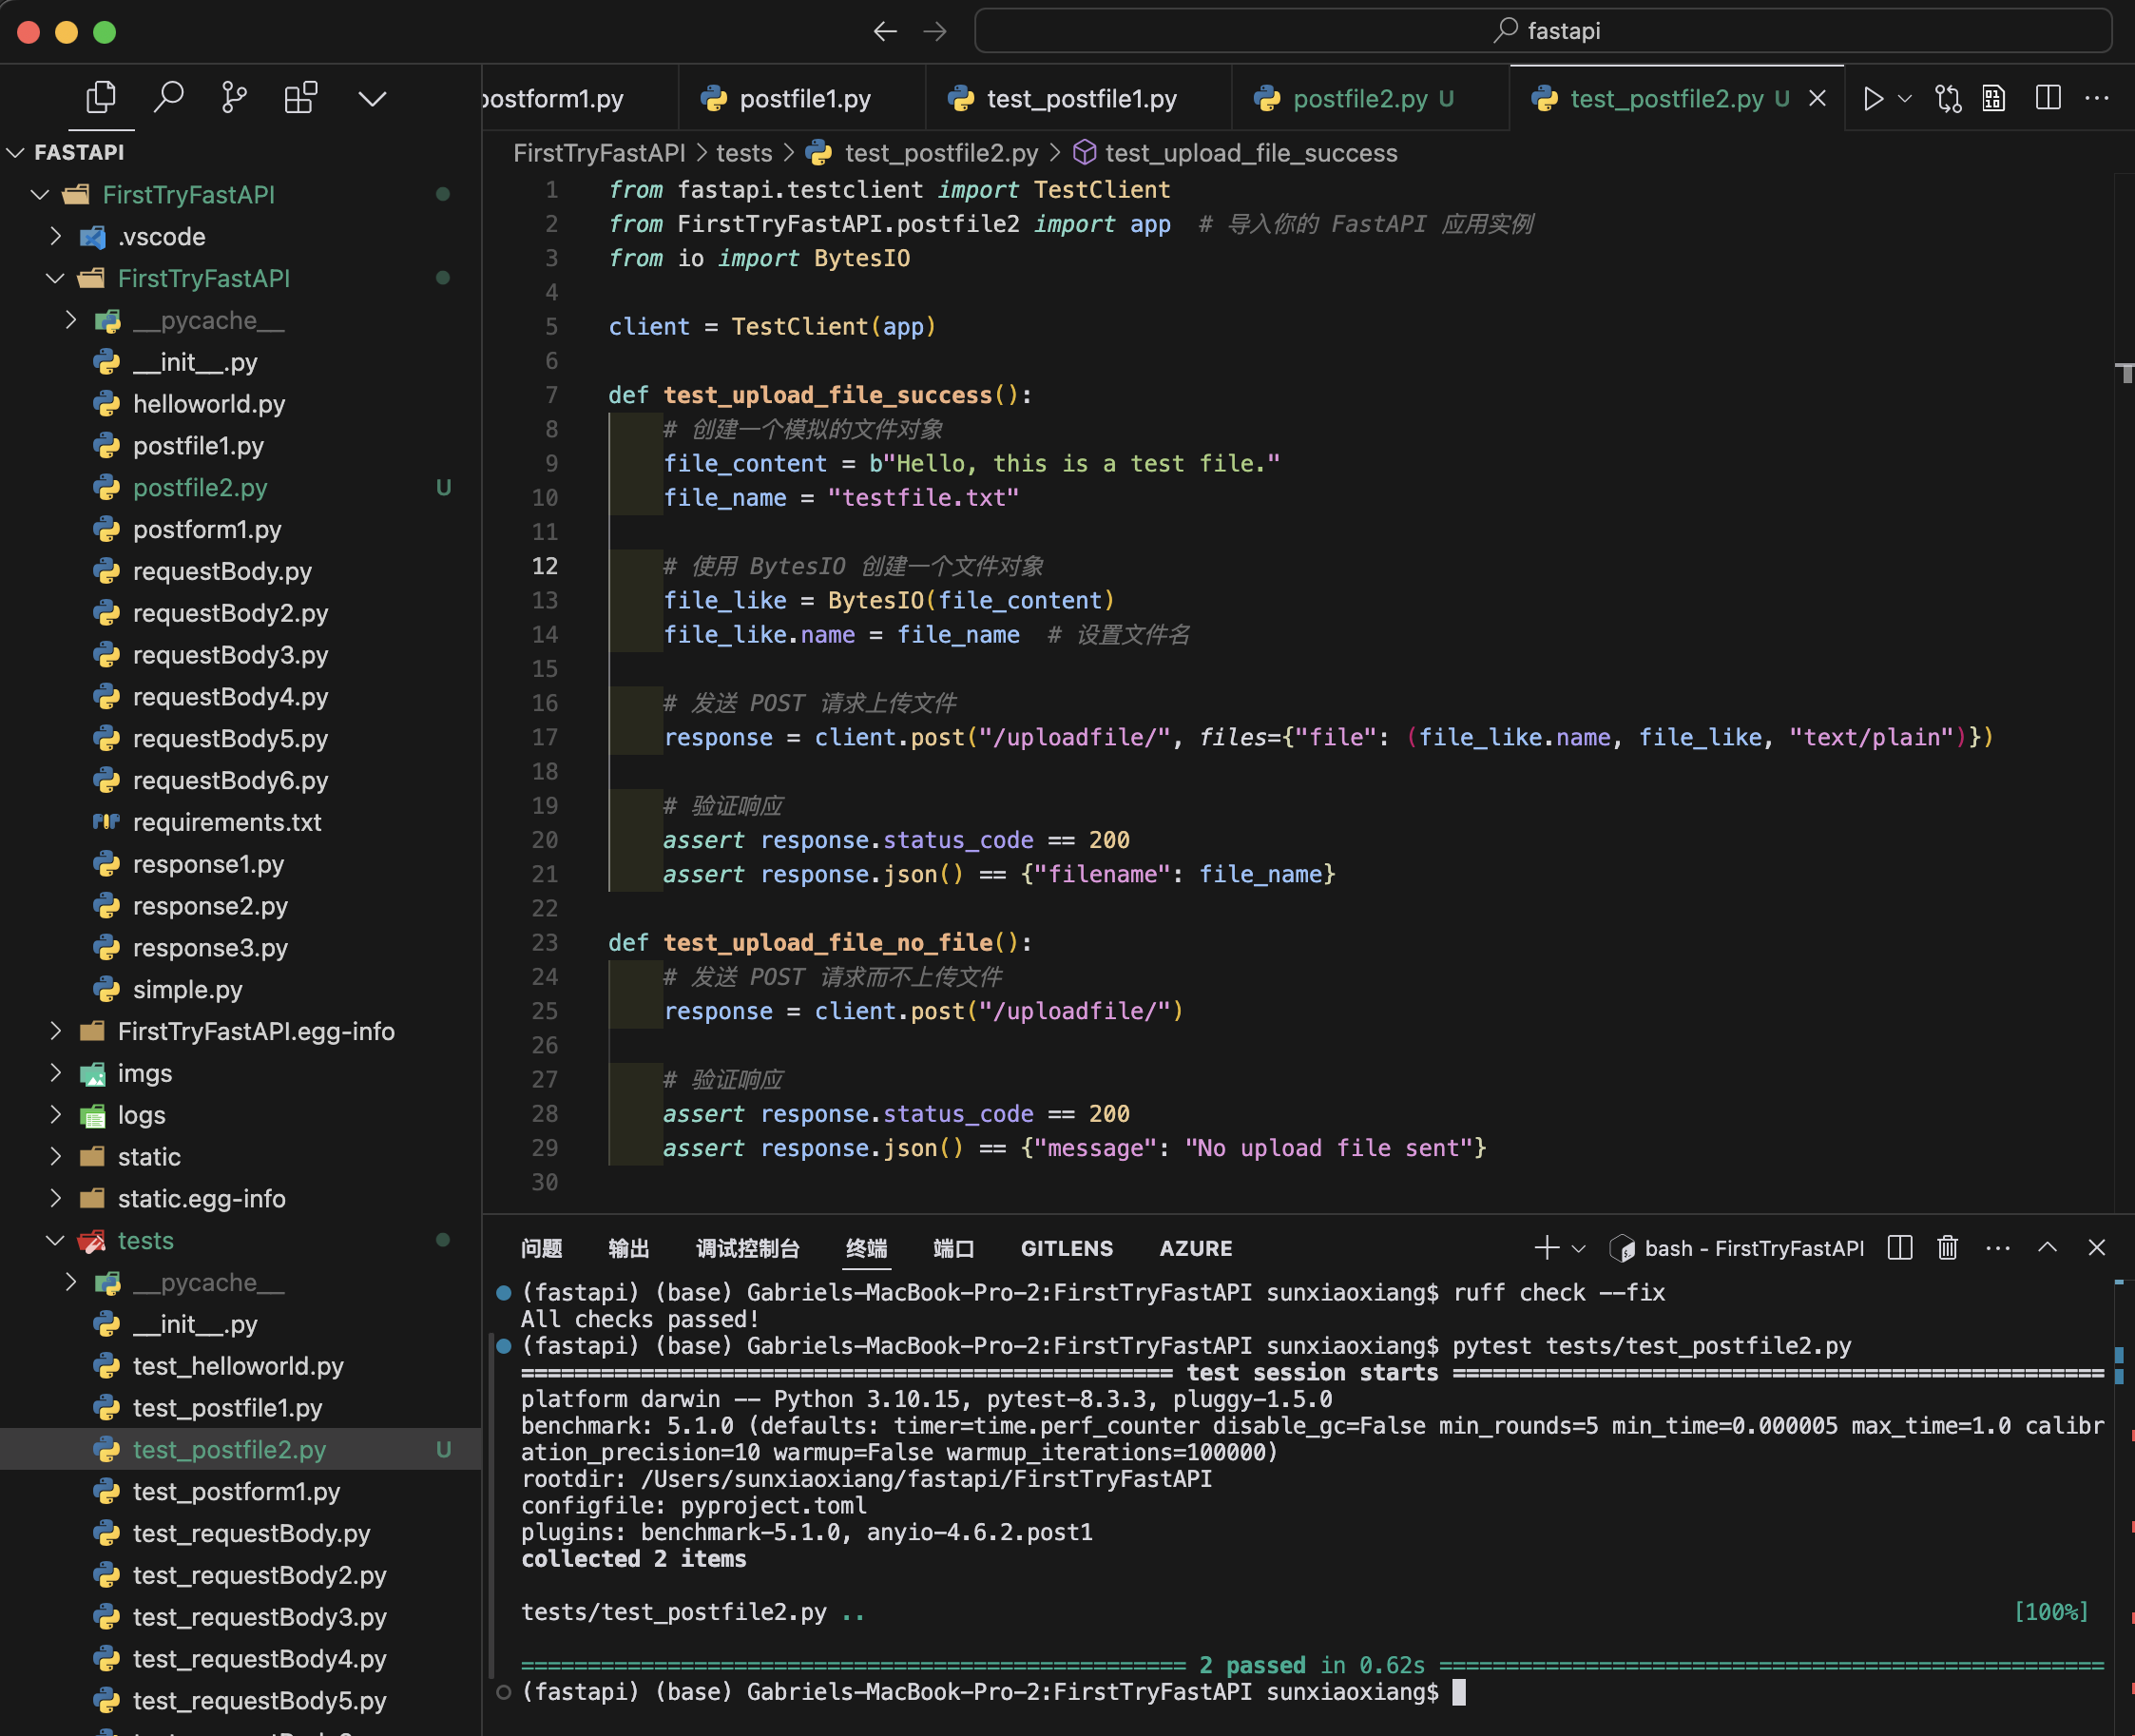 fastapi
postform1.py
postfile1.py
test_postfile1.py
postfile2.py U
test_postfile2.py U
FASTAPI
FirstTryFastAPI
.vscode
FirstTryFastAPI
__pycache__
__init__.py
helloworld.py
postfile1.py
postfile2.py U
postform1.py
requestBody.py
requestBody2.py
requestBody3.py
requestBody4.py
requestBody5.py
requestBody6.py
requirements.txt
response1.py
response2.py
response3.py
simple.py
FirstTryFastAPI.egg-info
imgs
logs
static
static.egg-info
tests
__pycache__
__init__.py
test_helloworld.py
test_postfile1.py
test_postfile2.py U
test_postform1.py
test_requestBody.py
test_requestBody2.py
test_requestBody3.py
test_requestBody4.py
test_requestBody5.py
FirstTryFastAPI > tests > test_postfile2.py > test_upload_file_success
1 from fastapi.testclient import TestClient
2 from FirstTryFastAPI.postfile2 import app  # 导入你的 FastAPI 应用实例
3 from io import BytesIO
4
5 client = TestClient(app)
6
7 def test_upload_file_success():
8     # 创建一个模拟的文件对象
9     file_content = b"Hello, this is a test file."
10     file_name = "testfile.txt"
11
12     # 使用 BytesIO 创建一个文件对象
13     file_like = BytesIO(file_content)
14     file_like.name = file_name  # 设置文件名
15
16     # 发送 POST 请求上传文件
17     response = client.post("/uploadfile/", files={"file": (file_like.name, file_like, "text/plain")})
18
19     # 验证响应
20     assert response.status_code == 200
21     assert response.json() == {"filename": file_name}
22
23 def test_upload_file_no_file():
24     # 发送 POST 请求而不上传文件
25     response = client.post("/uploadfile/")
26
27     # 验证响应
28     assert response.status_code == 200
29     assert response.json() == {"message": "No upload file sent"}
30
问题 输出 调试控制台 终端 端口 GITLENS AZURE
bash - FirstTryFastAPI
(fastapi) (base) Gabriels-MacBook-Pro-2:FirstTryFastAPI sunxiaoxiang$ ruff check --fix
All checks passed!
(fastapi) (base) Gabriels-MacBook-Pro-2:FirstTryFastAPI sunxiaoxiang$ pytest tests/test_postfile2.py
================================================= test session starts =================================================
platform darwin -- Python 3.10.15, pytest-8.3.3, pluggy-1.5.0
benchmark: 5.1.0 (defaults: timer=time.perf_counter disable_gc=False min_rounds=5 min_time=0.000005 max_time=1.0 calibr
ation_precision=10 warmup=False warmup_iterations=100000)
rootdir: /Users/sunxiaoxiang/fastapi/FirstTryFastAPI
configfile: pyproject.toml
plugins: benchmark-5.1.0, anyio-4.6.2.post1
collected 2 items
tests/test_postfile2.py .. [100%]
================================================== 2 passed in 0.62s ==================================================
(fastapi) (base) Gabriels-MacBook-Pro-2:FirstTryFastAPI sunxiaoxiang$